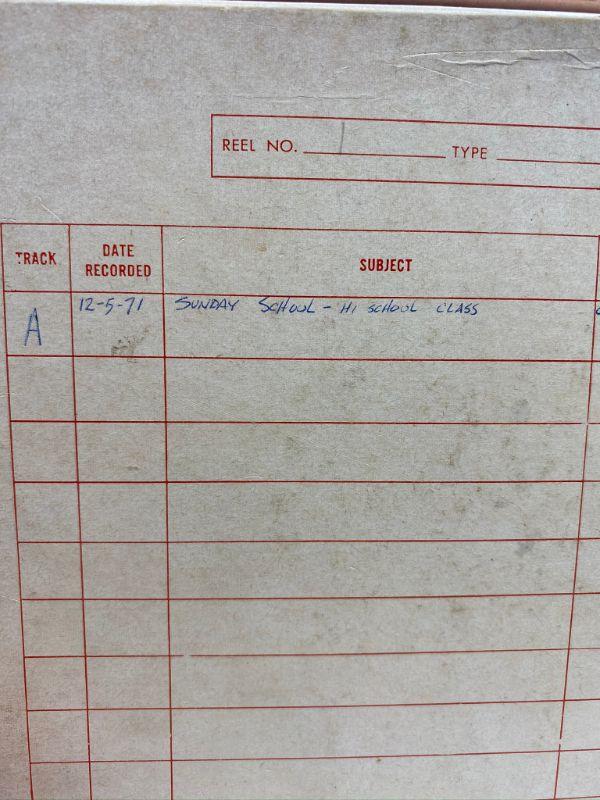 REEL NO. 1 TYPE
TRACK DATE RECORDED SUBJECT
A 12-5-71 SUNDAY SCHOOL - HI SCHOOL CLASS